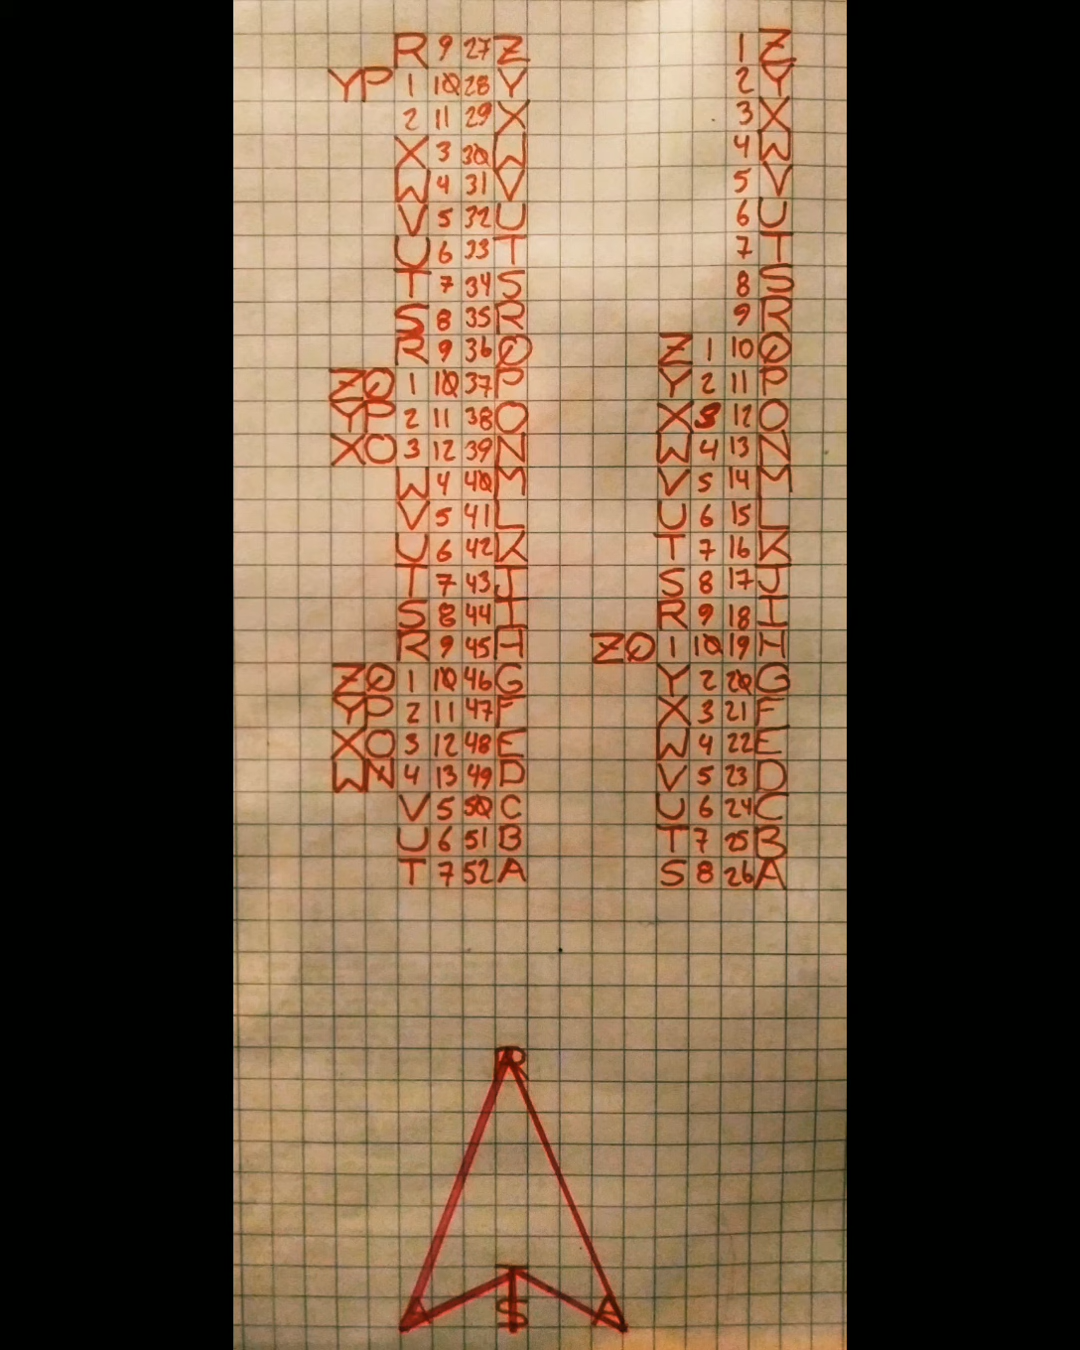 R 9 27 Z 1 Z
YP 1 10 28 Y 2 Y
2 11 29 X 3 X
X 3 30 W 4 W
W 4 31 V 5 V
V 5 32 U 6 U
U 6 33 T 7 T
T 7 34 S 8 S
S 8 35 R 9 R
R 9 36 Q Z 1 10 Q
ZQ 1 10 37 P Y 2 11 P
YP 2 11 38 O X 3 12 O
XO 3 12 39 N W 4 13 N
W 4 40 M V 5 14 M
V 5 41 L U 6 15 L
U 6 42 K T 7 16 K
T 7 43 J S 8 17 J
S 8 44 I R 9 18 I
R 9 45 H ZQ 1 10 19 H
ZQ 1 10 46 G Y 2 20 G
YP 2 11 47 F X 3 21 F
XO 3 12 48 E W 4 22 E
WN 4 13 49 D V 5 23 D
V 5 50 C U 6 24 C
U 6 51 B T 7 25 B
T 7 52 A S 8 26 A
R
T
A S A